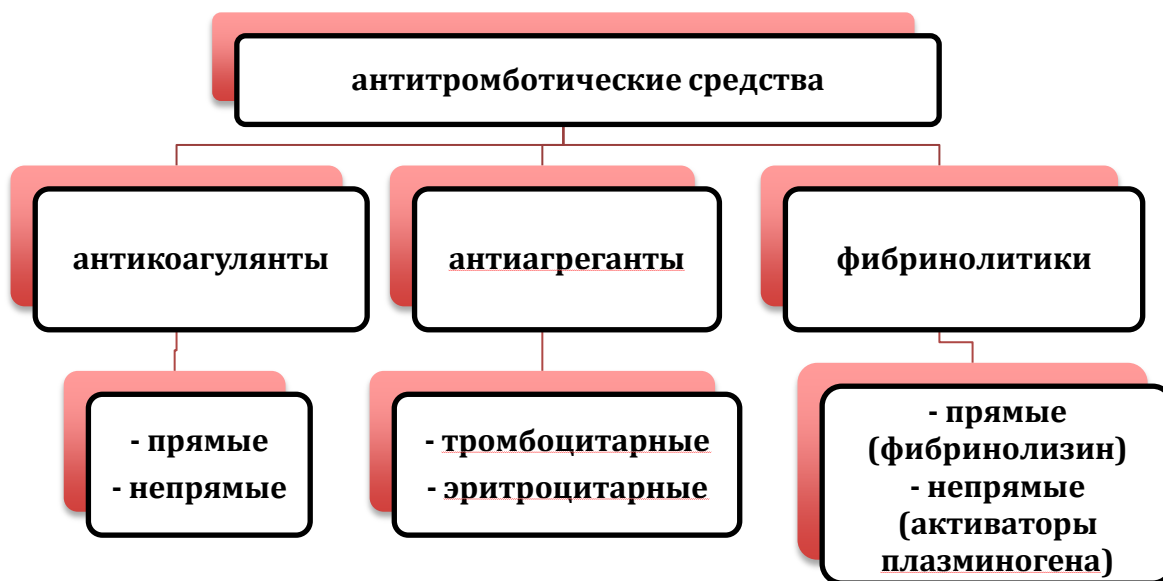 антитромботические средства
антикоагулянты
антиагреганты
фибринолитики
- прямые
- непрямые
- тромбоцитарные
- эритроцитарные
- прямые
(фибринолизин)
- непрямые
(активаторы
плазминогена)